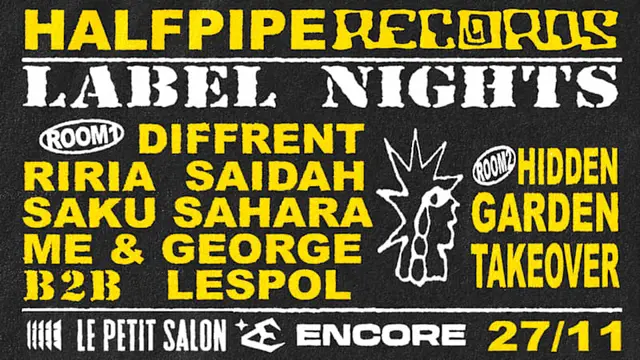 HALFPIPE RECORDS
LABEL NIGHTS
ROOM1 DIFFRENT
RIRIA SAIDAH
SAKU SAHARA
ME & GEORGE
B2B LESPOL
ROOM2 HIDDEN
GARDEN
TAKEOVER
LE PETIT SALON ENCORE 27/11